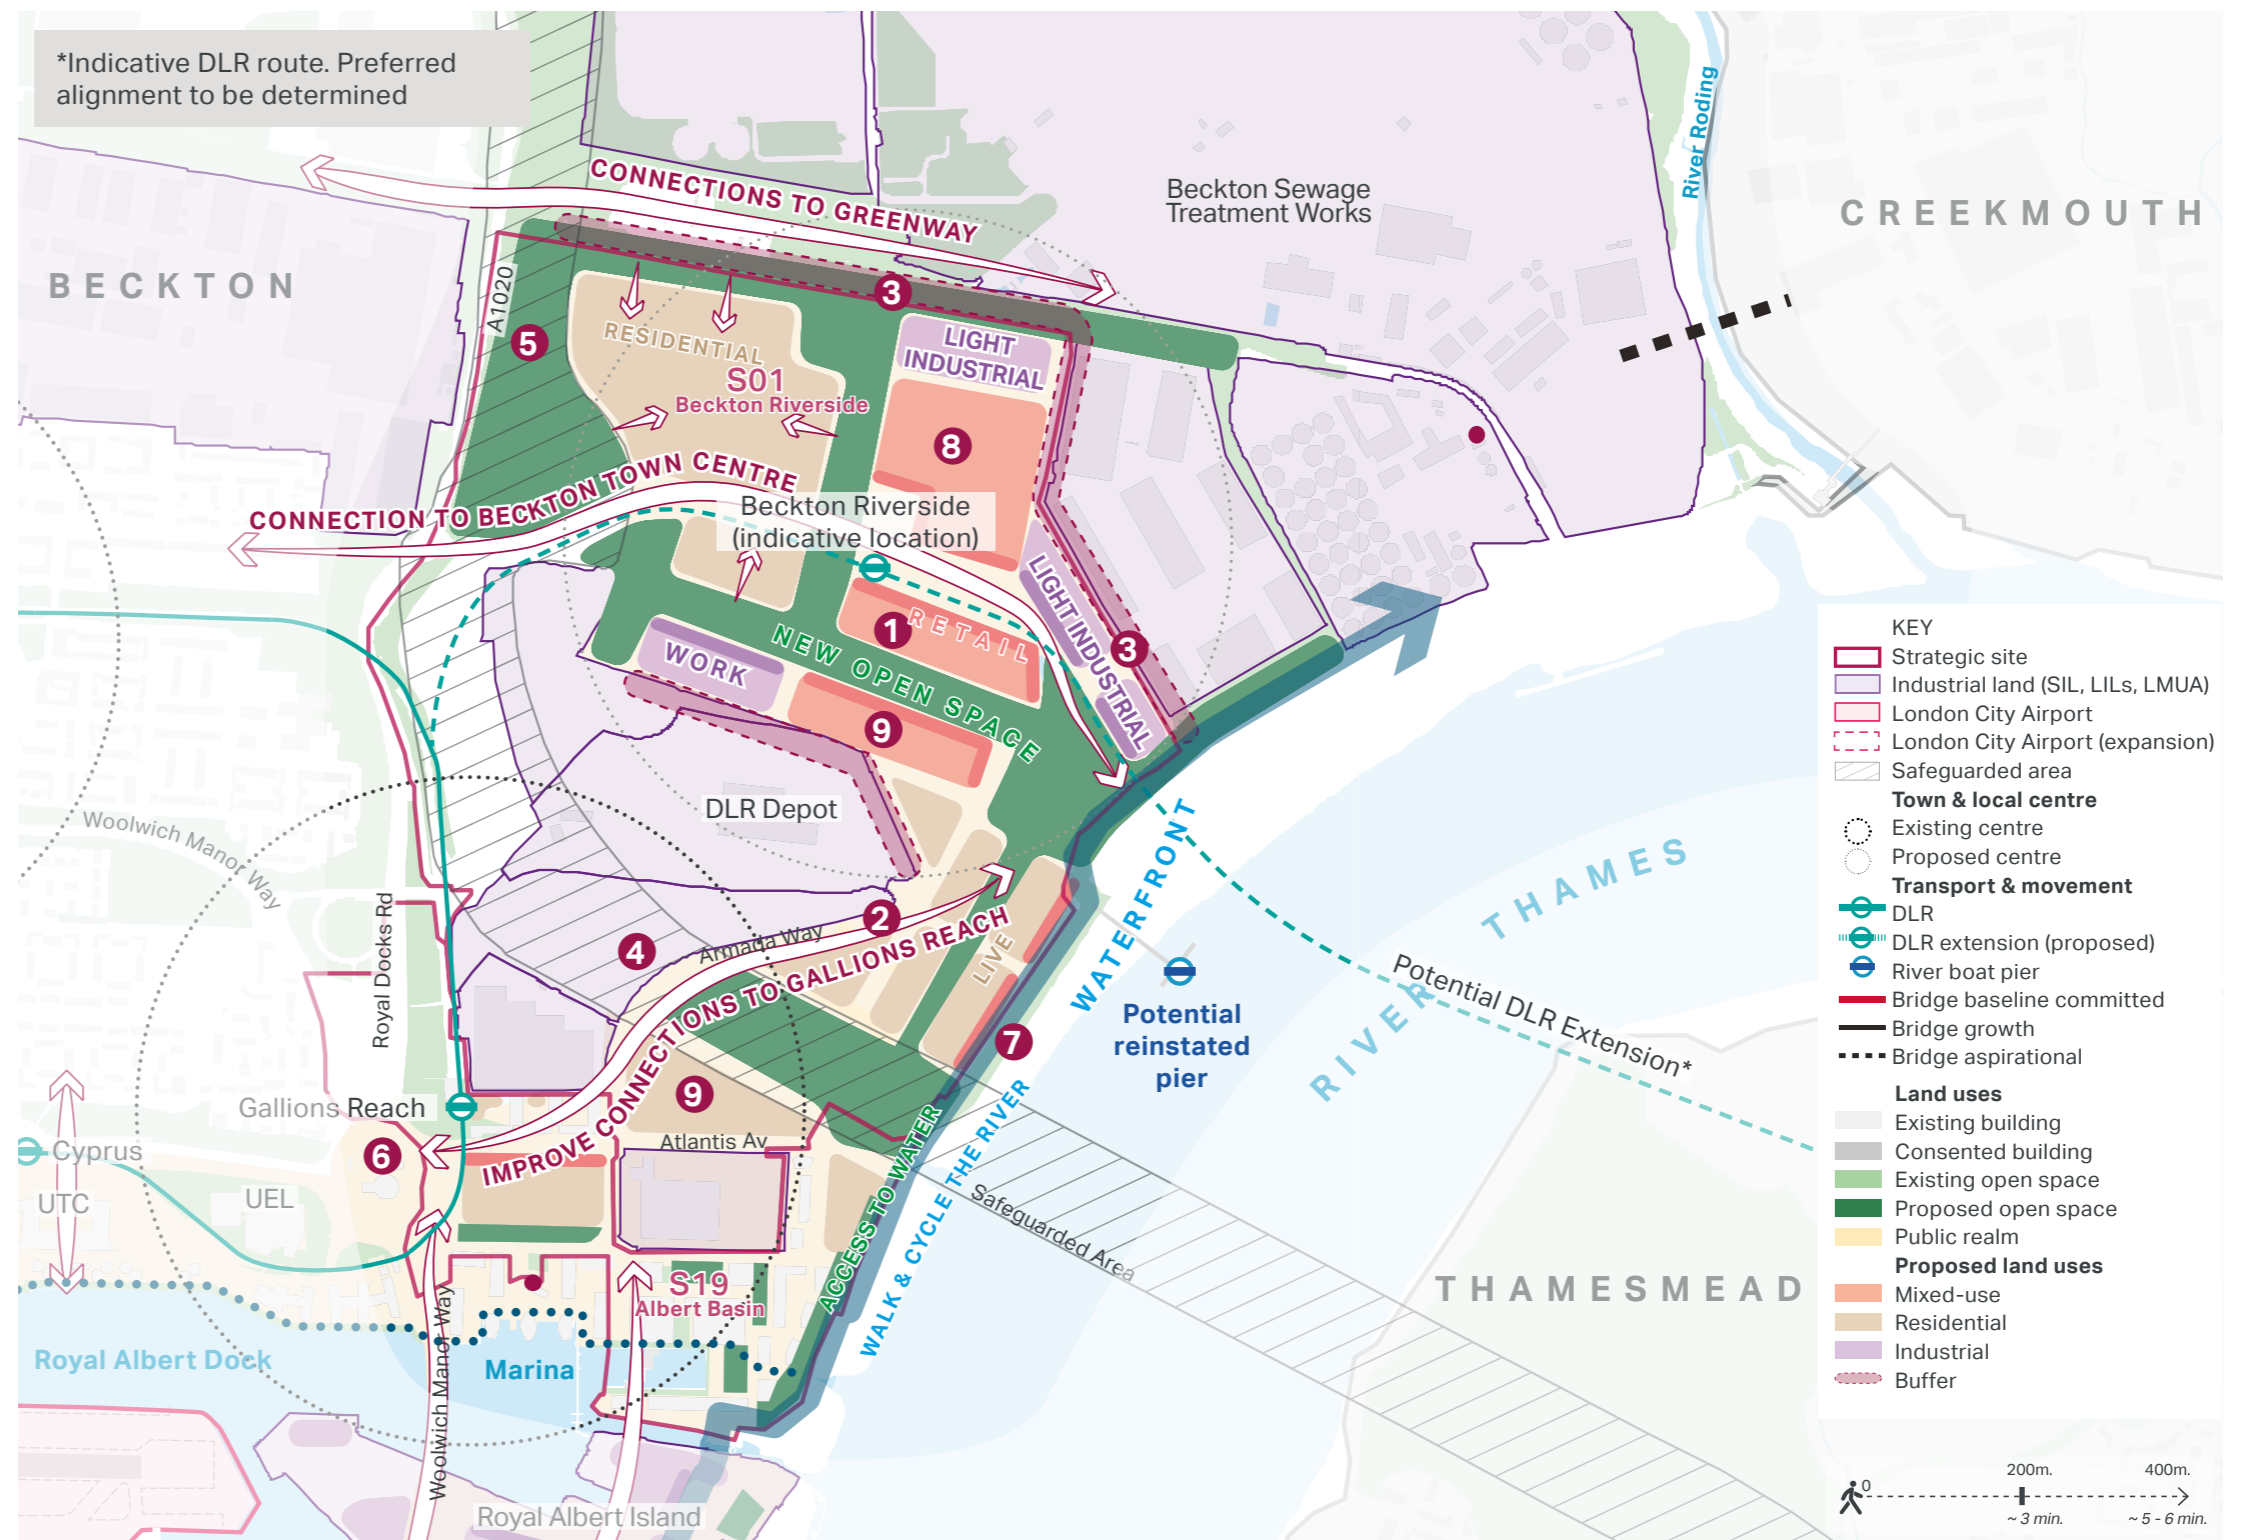 *Indicative DLR route. Preferred
alignment to be determined
CONNECTIONS TO GREENWAY
Beckton Sewage
Treatment Works
River Roding
CREEKMOUTH
BECKTON
A1020
3
5
RESIDENTIAL
LIGHT
INDUSTRIAL
S01
Beckton Riverside
8
CONNECTION TO BECKTON TOWN CENTRE
Beckton Riverside
(indicative location)
LIGHT INDUSTRIAL
1
RETAIL
3
WORK
NEW OPEN SPACE
9
DLR Depot
WATERFRONT
RIVER THAMES
Woolwich Manor Way
Royal Docks Rd
2
4
Armada Way
IMPROVE CONNECTIONS TO GALLIONS REACH
LIVE
Potential
reinstated
pier
Potential DLR Extension*
7
9
Gallions Reach
Atlantis Av
Cyprus
6
UTC
UEL
ACCESS TO WATER
WALK & CYCLE THE RIVER
Safeguarded Area
THAMESMEAD
S19
Albert Basin
Royal Albert Dock
Marina
Woolwich Manor Way
Royal Albert Island
KEY
Strategic site
Industrial land (SIL, LILs, LMUA)
London City Airport
London City Airport (expansion)
Safeguarded area
Town & local centre
Existing centre
Proposed centre
Transport & movement
DLR
DLR extension (proposed)
River boat pier
Bridge baseline committed
Bridge growth
Bridge aspirational
Land uses
Existing building
Consented building
Existing open space
Proposed open space
Public realm
Proposed land uses
Mixed-use
Residential
Industrial
Buffer
0 200m. 400m.
~ 3 min. ~ 5 - 6 min.